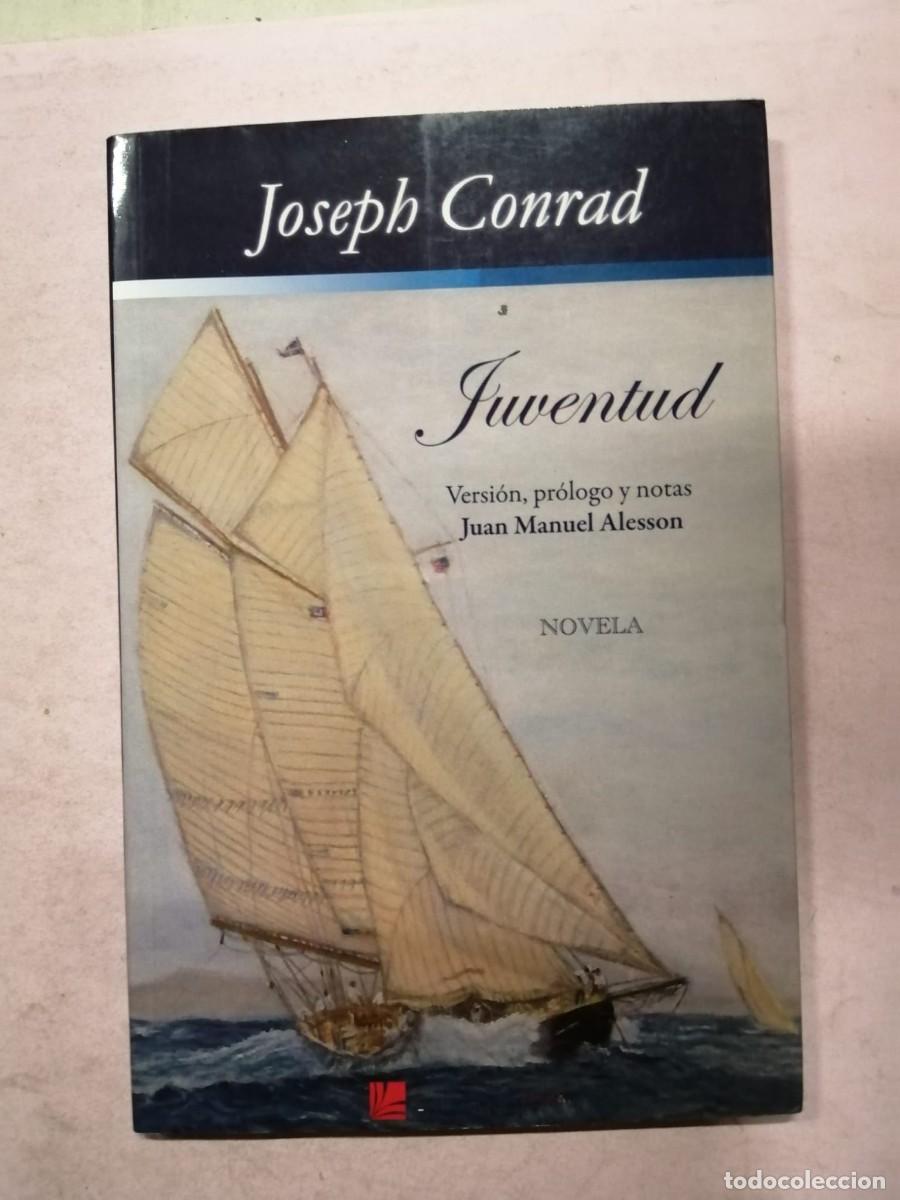 Joseph Conrad
Juventud
Versión, prólogo y notas
Juan Manuel Alesson
NOVELA
todocoleccion